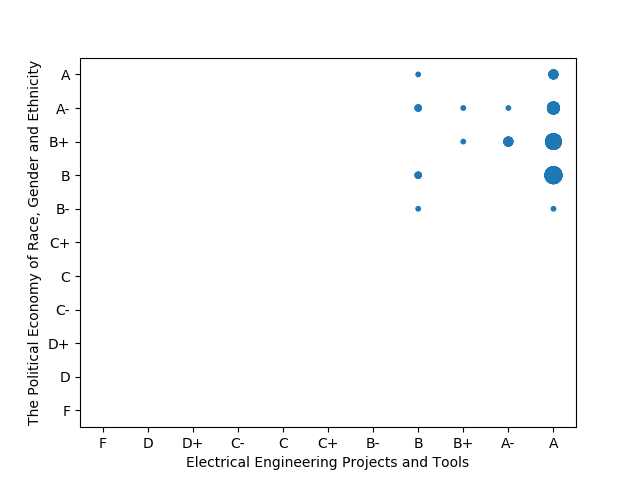 The Political Economy of Race, Gender and Ethnicity
A
A-
B+
B
B-
C+
C
C-
D+
D
F
F D D+ C- C C+ B- B B+ A- A
Electrical Engineering Projects and Tools